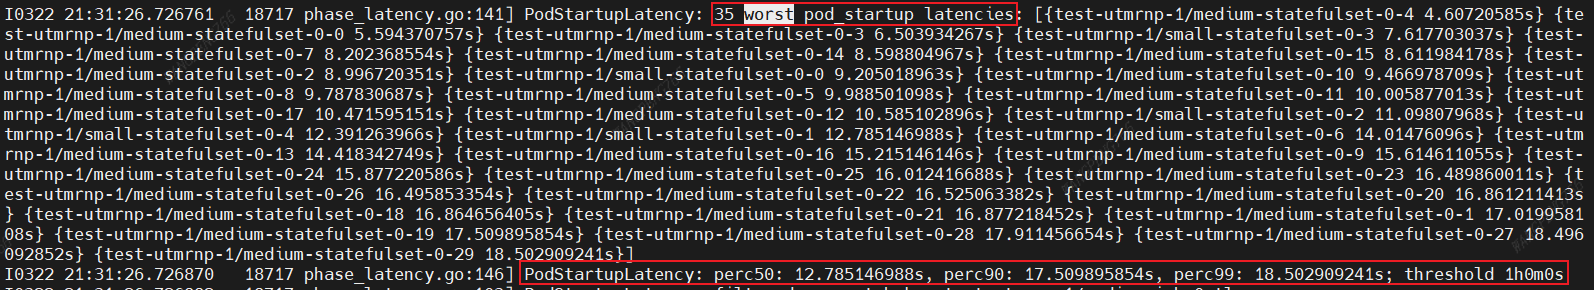 I0322 21:31:26.726761   18717 phase_latency.go:141] PodStartupLatency: 35 worst pod_startup latencies: [{test-utmrnp-1/medium-statefulset-0-4 4.60720585s} {te
st-utmrnp-1/medium-statefulset-0-0 5.594370757s} {test-utmrnp-1/medium-statefulset-0-3 6.503934267s} {test-utmrnp-1/small-statefulset-0-3 7.617703037s} {test-
utmrnp-1/medium-statefulset-0-7 8.202368554s} {test-utmrnp-1/medium-statefulset-0-14 8.598804967s} {test-utmrnp-1/medium-statefulset-0-15 8.611984178s} {test-
utmrnp-1/medium-statefulset-0-2 8.996720351s} {test-utmrnp-1/small-statefulset-0-0 9.205018963s} {test-utmrnp-1/medium-statefulset-0-10 9.466978709s} {test-ut
mrnp-1/medium-statefulset-0-8 9.787830687s} {test-utmrnp-1/medium-statefulset-0-5 9.988501098s} {test-utmrnp-1/medium-statefulset-0-11 10.005877013s} {test-ut
mrnp-1/medium-statefulset-0-17 10.471595151s} {test-utmrnp-1/medium-statefulset-0-12 10.585102896s} {test-utmrnp-1/small-statefulset-0-2 11.09807968s} {test-u
tmrnp-1/small-statefulset-0-4 12.391263966s} {test-utmrnp-1/small-statefulset-0-1 12.785146988s} {test-utmrnp-1/medium-statefulset-0-6 14.01476096s} {test-utm
rnp-1/medium-statefulset-0-13 14.418342749s} {test-utmrnp-1/medium-statefulset-0-16 15.215146146s} {test-utmrnp-1/medium-statefulset-0-9 15.614611055s} {test-
utmrnp-1/medium-statefulset-0-24 15.877220586s} {test-utmrnp-1/medium-statefulset-0-25 16.012416688s} {test-utmrnp-1/medium-statefulset-0-23 16.489860011s} {t
est-utmrnp-1/medium-statefulset-0-26 16.495853354s} {test-utmrnp-1/medium-statefulset-0-22 16.525063382s} {test-utmrnp-1/medium-statefulset-0-20 16.861211413s
} {test-utmrnp-1/medium-statefulset-0-18 16.864656405s} {test-utmrnp-1/medium-statefulset-0-21 16.877218452s} {test-utmrnp-1/medium-statefulset-0-1 17.0199581
08s} {test-utmrnp-1/medium-statefulset-0-19 17.509895854s} {test-utmrnp-1/medium-statefulset-0-28 17.911456654s} {test-utmrnp-1/medium-statefulset-0-27 18.496
092852s} {test-utmrnp-1/medium-statefulset-0-29 18.502909241s}]
I0322 21:31:26.726870   18717 phase_latency.go:146] PodStartupLatency: perc50: 12.785146988s, perc90: 17.509895854s, perc99: 18.502909241s; threshold 1h0m0s